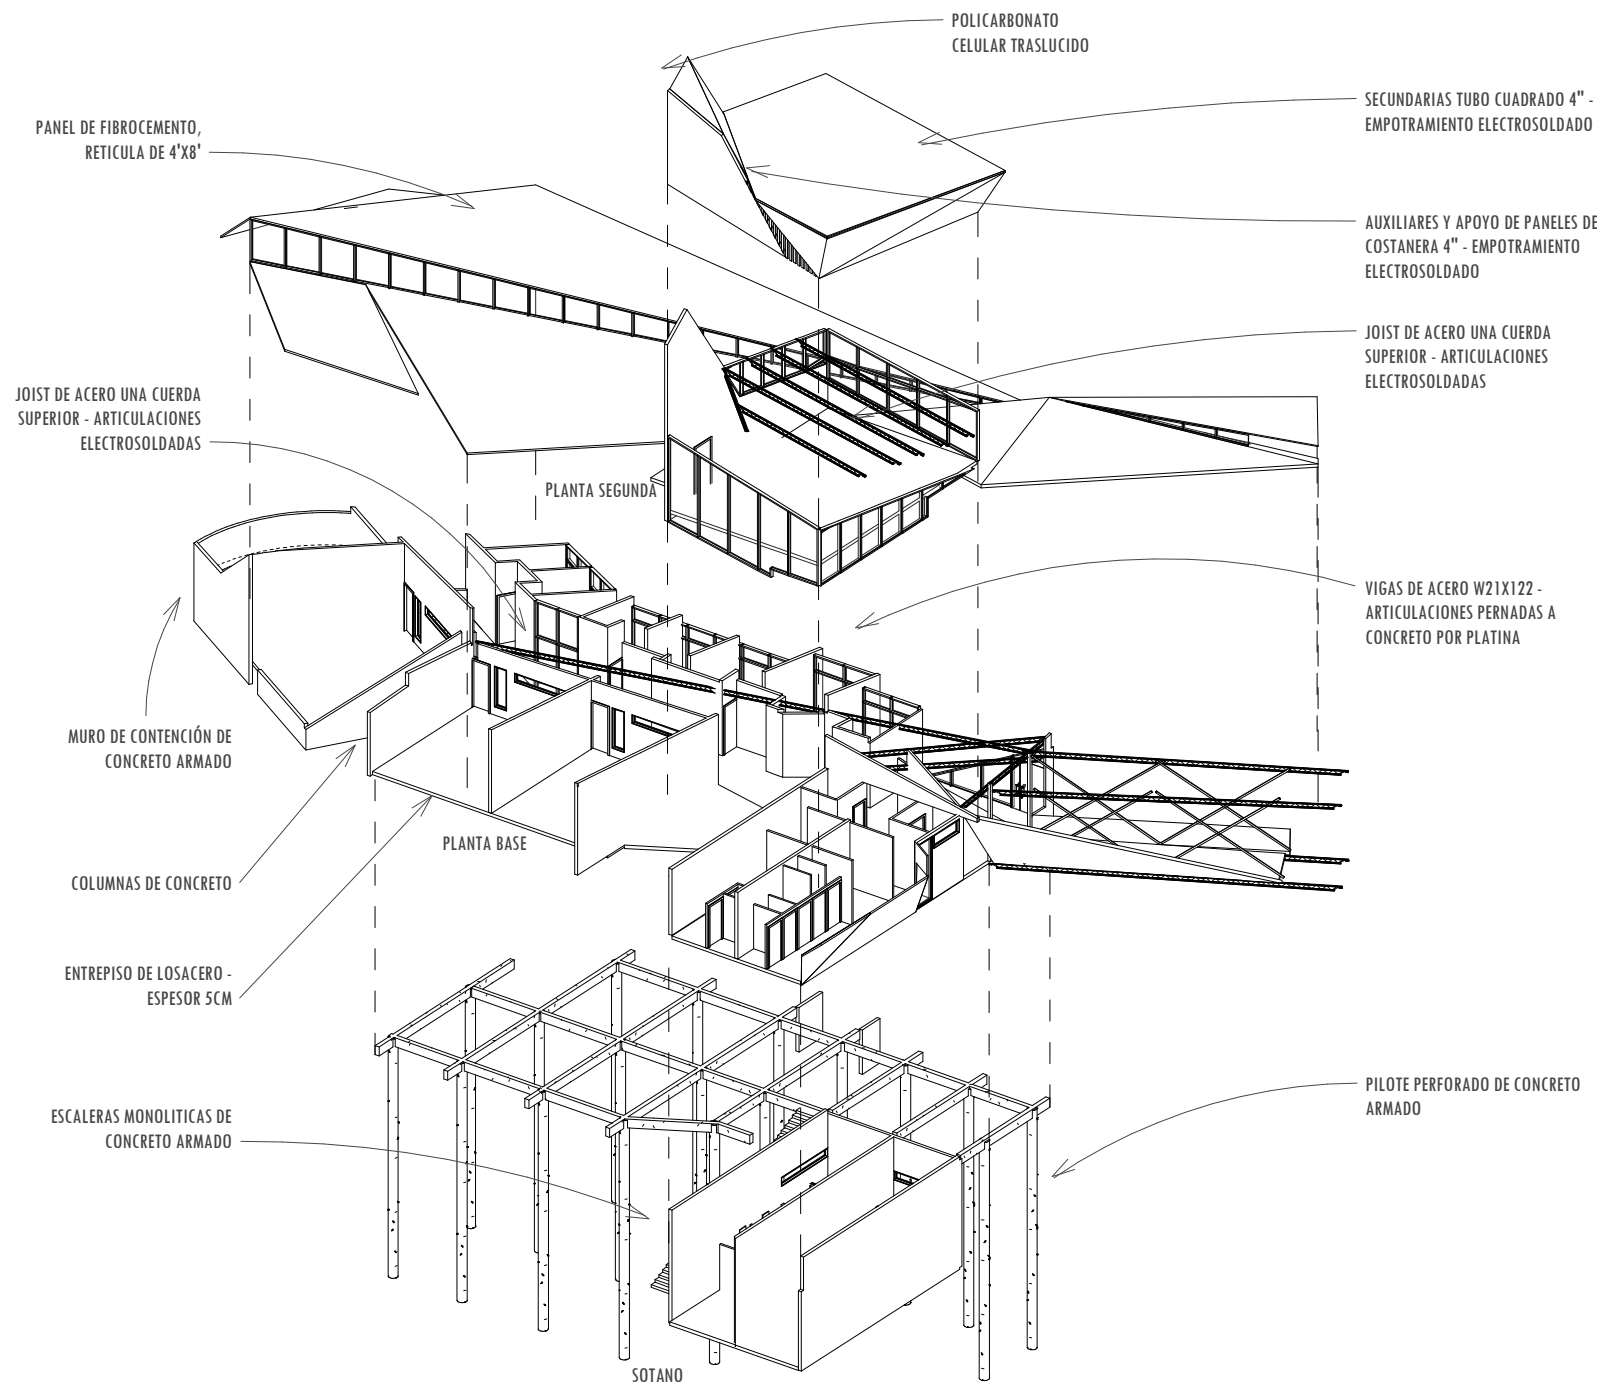 POLICARBONATO
CELULAR TRASLUCIDO
SECUNDARIAS TUBO CUADRADO 4" -
EMPOTRAMIENTO ELECTROSOLDADO
PANEL DE FIBROCEMENTO,
RETICULA DE 4'X8'
AUXILIARES Y APOYO DE PANELES DE
COSTANERA 4" - EMPOTRAMIENTO
ELECTROSOLDADO
JOIST DE ACERO UNA CUERDA
SUPERIOR - ARTICULACIONES
ELECTROSOLDADAS
JOIST DE ACERO UNA CUERDA
SUPERIOR - ARTICULACIONES
ELECTROSOLDADAS
PLANTA SEGUNDA
VIGAS DE ACERO W21X122 -
ARTICULACIONES PERNADAS A
CONCRETO POR PLATINA
MURO DE CONTENCIÓN DE
CONCRETO ARMADO
PLANTA BASE
COLUMNAS DE CONCRETO
ENTREPISO DE LOSACERO -
ESPESOR 5CM
PILOTE PERFORADO DE CONCRETO
ARMADO
ESCALERAS MONOLITICAS DE
CONCRETO ARMADO
SOTANO